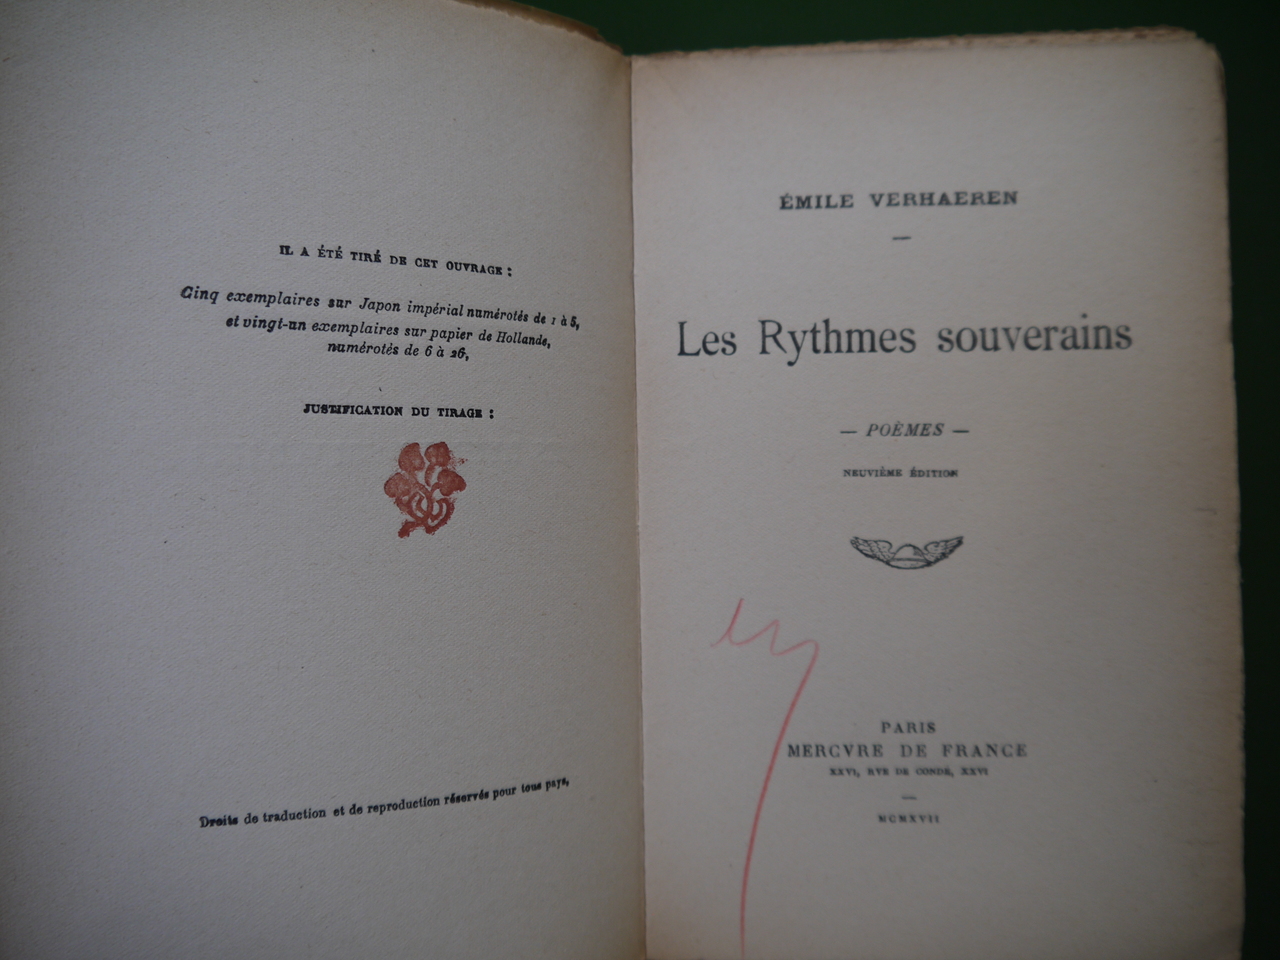 IL A ÉTÉ TIRÉ DE CET OUVRAGE :
Cinq exemplaires sur Japon impérial numérotés de 1 à 5,
et vingt-un exemplaires sur papier de Hollande,
numérotés de 6 à 26,
JUSTIFICATION DU TIRAGE :
Droits de traduction et de reproduction réservés pour tous pays,
ÉMILE VERHAEREN
—
Les Rythmes souverains
— POÈMES —
NEUVIÈME ÉDITION
PARIS
MERCVRE DE FRANCE
XXVI, RVE DE CONDÉ, XXVI
—
MCMXVII